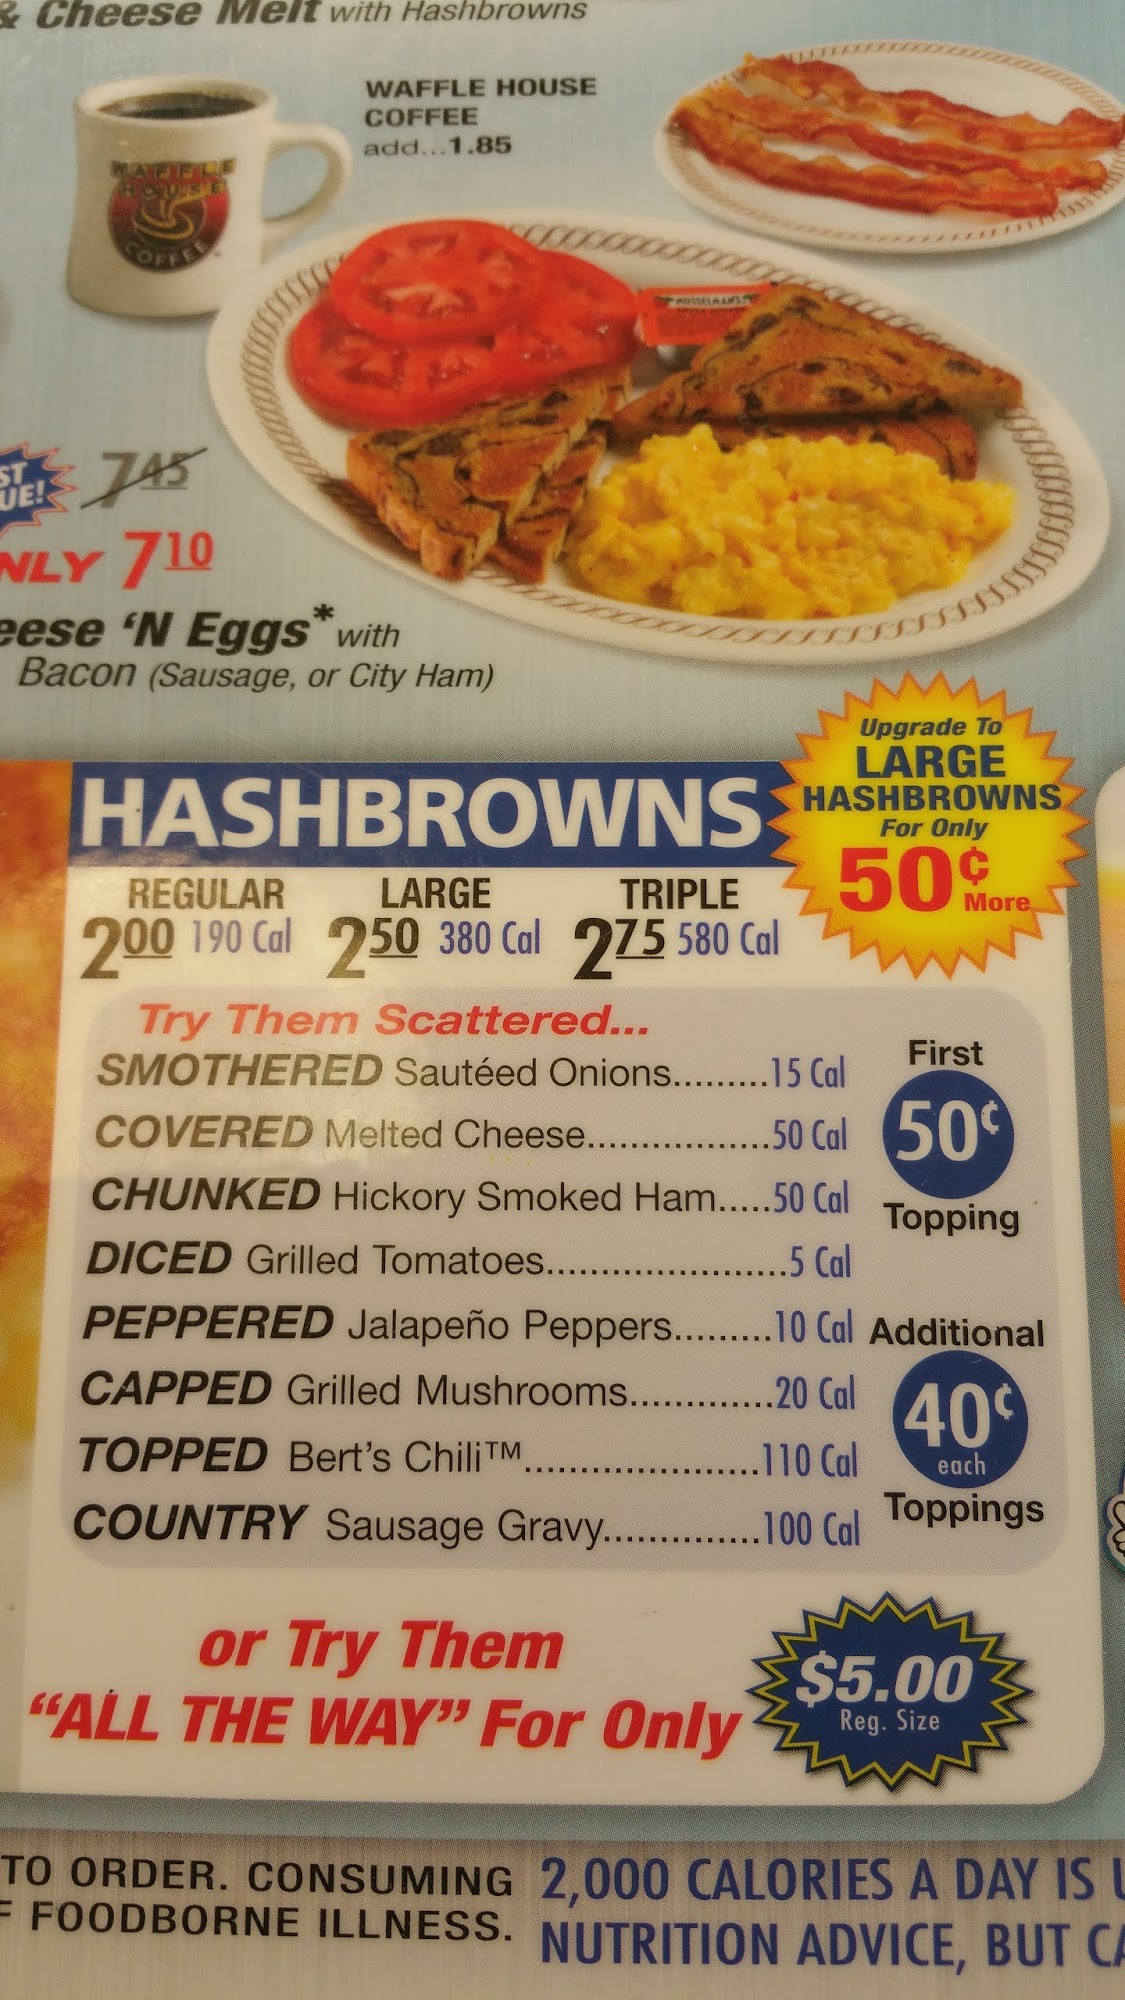 & Cheese Melt with Hashbrowns
WAFFLE HOUSE
COFFEE
add...1.85
WAFFLE
HOUSE
COFFEE
MUSSELMAN'S
7.45
NLY 7.10
eese 'N Eggs* with
Bacon (Sausage, or City Ham)
Upgrade To
LARGE
HASHBROWNS
For Only
50¢
More
HASHBROWNS
REGULAR LARGE TRIPLE
2.00 190 Cal 2.50 380 Cal 2.75 580 Cal
Try Them Scattered...
SMOTHERED Sautéed Onions.........15 Cal
COVERED Melted Cheese.................50 Cal
CHUNKED Hickory Smoked Ham.....50 Cal
DICED Grilled Tomatoes......................5 Cal
PEPPERED Jalapeño Peppers.........10 Cal
CAPPED Grilled Mushrooms.............20 Cal
TOPPED Bert's Chili™......................110 Cal
COUNTRY Sausage Gravy..............100 Cal
First
50¢
Topping
Additional
40¢
each
Toppings
or Try Them
"ALL THE WAY" For Only
$5.00
Reg. Size
TO ORDER. CONSUMING
F FOODBORNE ILLNESS.
2,000 CALORIES A DAY IS U
NUTRITION ADVICE, BUT CA